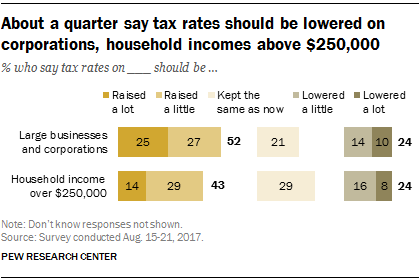 About a quarter say tax rates should be lowered on
corporations, household incomes above $250,000
% who say tax rates on ____ should be ...
Raised a lot
Raised a little
Kept the same as now
Lowered a little
Lowered a lot
Large businesses and corporations
25 27 52 21 14 10 24
Household income over $250,000
14 29 43 29 16 8 24
Note: Don't know responses not shown.
Source: Survey conducted Aug. 15-21, 2017.
PEW RESEARCH CENTER